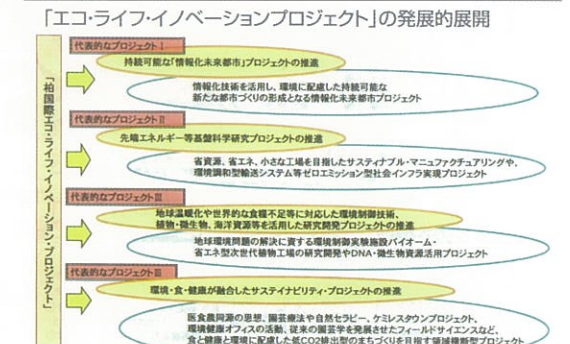 「エコ・ライフ・イノベーションプロジェクト」の発展的展開
「柏国際エコ・ライフ・イノベーション・プロジェクト」
代表的なプロジェクトⅠ
持続可能な「情報化未来都市」プロジェクトの推進
情報化技術を活用し、環境に配慮した持続可能な
新たな都市づくりの形成となる情報化未来都市プロジェクト
代表的なプロジェクトⅡ
先端エネルギー等基盤科学研究プロジェクトの推進
省資源、省エネ、小さな工場を目指したサスティナブル・マニュファクチュアリングや、
環境調和型輸送システム等ゼロエミッション型社会インフラ実現プロジェクト
代表的なプロジェクトⅢ
地球温暖化や世界的な食糧不足等に対応した環境制御技術、
植物・微生物、海洋資源等を活用した研究開発プロジェクトの推進
地球環境問題の解決に資する環境制御実験施設バイオーム・
省エネ型次世代植物工場の研究開発やDNA・微生物資源活用プロジェクト
代表的なプロジェクトⅢ
環境・食・健康が融合したサステイナビリティ・プロジェクトの推進
医食農同源の思想、園芸療法や自然セラピー、ケミレスタウンプロジェクト、
環境健康オフィスの活動、従来の園芸学を発展させたフィールドサイエンスなど、
食と健康と環境に配慮した低CO2排出型のまちづくりを目指す領域横断型プロジェクト